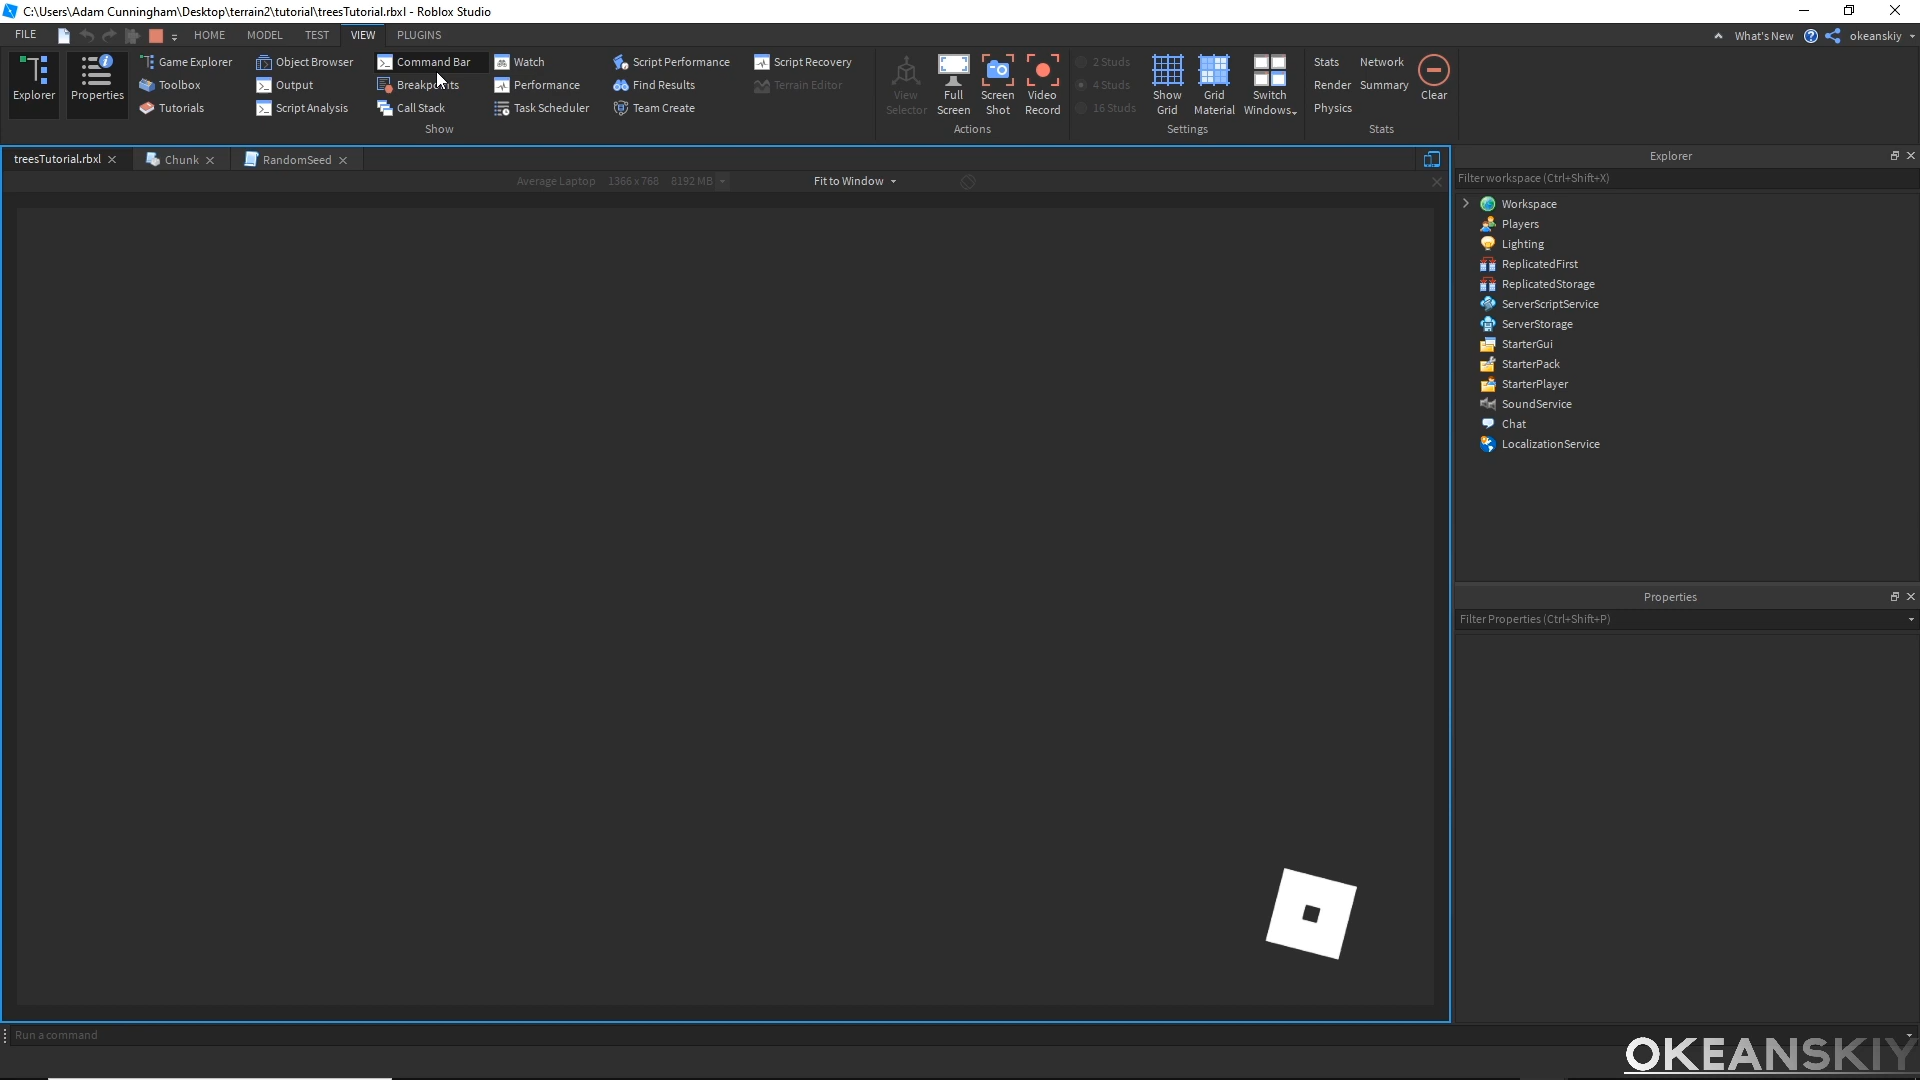 C:\Users\Adam Cunningham\Desktop\terrain2\tutorial\treesTutorial.rbxl - Roblox Studio
FILE HOME MODEL TEST VIEW PLUGINS What's New okeanskiy
Explorer
Properties
Game Explorer
Toolbox
Tutorials
Object Browser
Output
Script Analysis
Command Bar
Breakpoints
Call Stack
Watch
Performance
Task Scheduler
Script Performance
Find Results
Team Create
Script Recovery
Terrain Editor
Show
View
Selector
Full
Screen
Screen
Shot
Video
Record
Actions
2 Studs
4 Studs
16 Studs
Show
Grid
Grid
Material
Switch
Windows
Settings
Stats Network
Render Summary
Physics
Clear
Stats
treesTutorial.rbxl Chunk RandomSeed
Average Laptop 1366 x 768 8192 MB Fit to Window
Explorer
Filter workspace (Ctrl+Shift+X)
Workspace
Players
Lighting
ReplicatedFirst
ReplicatedStorage
ServerScriptService
ServerStorage
StarterGui
StarterPack
StarterPlayer
SoundService
Chat
LocalizationService
Properties
Filter Properties (Ctrl+Shift+P)
Run a command
OKEANSKIY